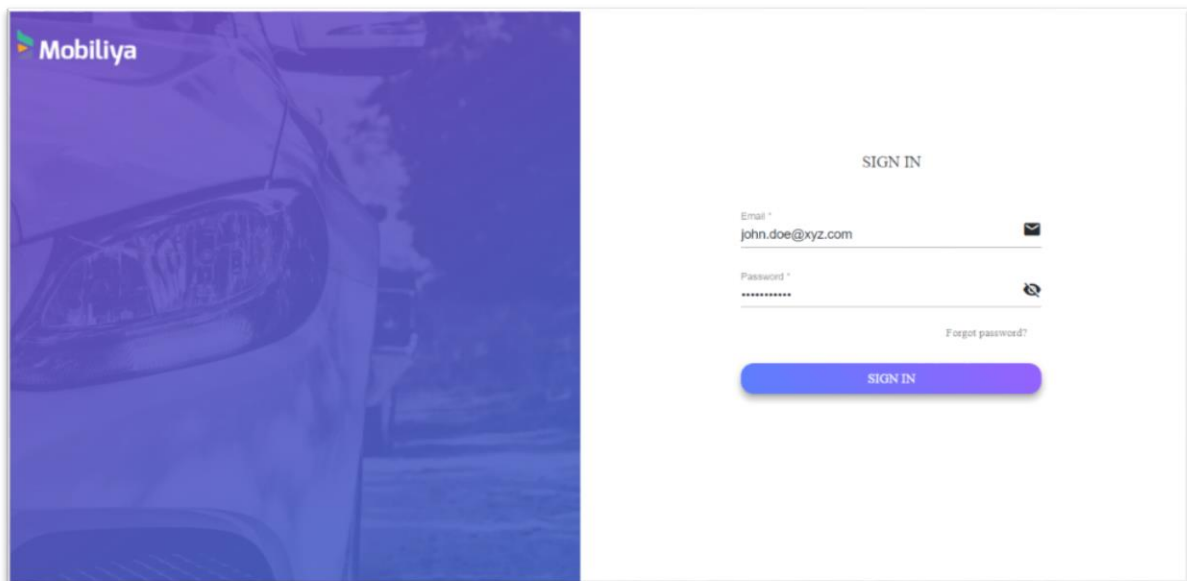 Mobiliya
SIGN IN
Email *
john.doe@xyz.com
Password *
•••••••••••
Forgot password?
SIGN IN